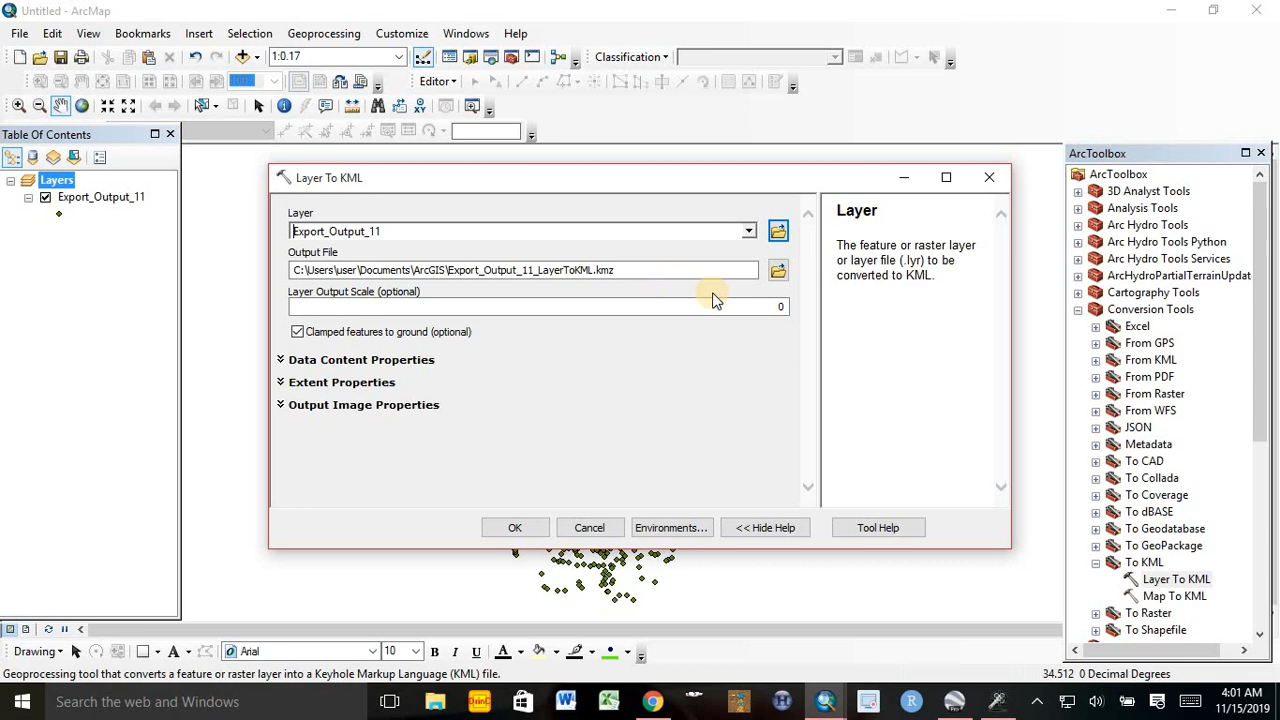 Untitled - ArcMap
File Edit View Bookmarks Insert Selection Geoprocessing Customize Windows Help
1:0.17
Classification
100%
Editor
Table Of Contents
Layers
Export_Output_11
Layer To KML
Layer
Export_Output_11
Output File
C:\Users\user\Documents\ArcGIS\Export_Output_11_LayerToKML.kmz
Layer Output Scale (optional)
0
Clamped features to ground (optional)
Data Content Properties
Extent Properties
Output Image Properties
OK
Cancel
Environments...
<< Hide Help
Tool Help
Layer
The feature or raster layer
or layer file (.lyr) to be
converted to KML.
ArcToolbox
ArcToolbox
3D Analyst Tools
Analysis Tools
Arc Hydro Tools
Arc Hydro Tools Python
Arc Hydro Tools Services
ArcHydroPartialTerrainUpdat
Cartography Tools
Conversion Tools
Excel
From GPS
From KML
From PDF
From Raster
From WFS
JSON
Metadata
To CAD
To Collada
To Coverage
To dBASE
To Geodatabase
To GeoPackage
To KML
Layer To KML
Map To KML
To Raster
To Shapefile
Drawing
A
Arial
10
B I U A
Geoprocessing tool that converts a feature or raster layer into a Keyhole Markup Language (KML) file.
34.512 0 Decimal Degrees
Search the Web and Windows
4:01 AM
11/15/2019